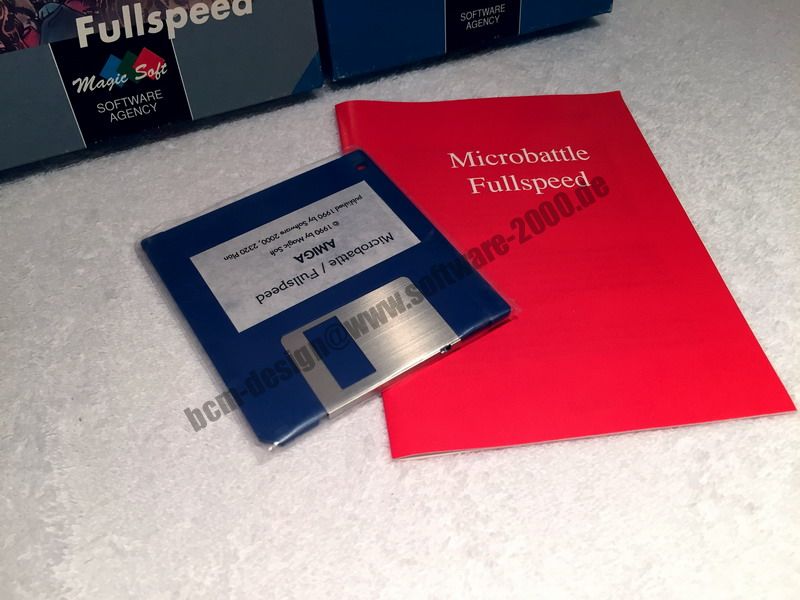 Fullspeed
Magic Soft
SOFTWARE
AGENCY
SOFTWARE
AGENCY
Microbattle
Fullspeed
Microbattle / Fullspeed
AMIGA
© 1990 by Magic Soft
published 1990 by Software 2000, 2320 Plön
bcm-design@www.software-2000.de